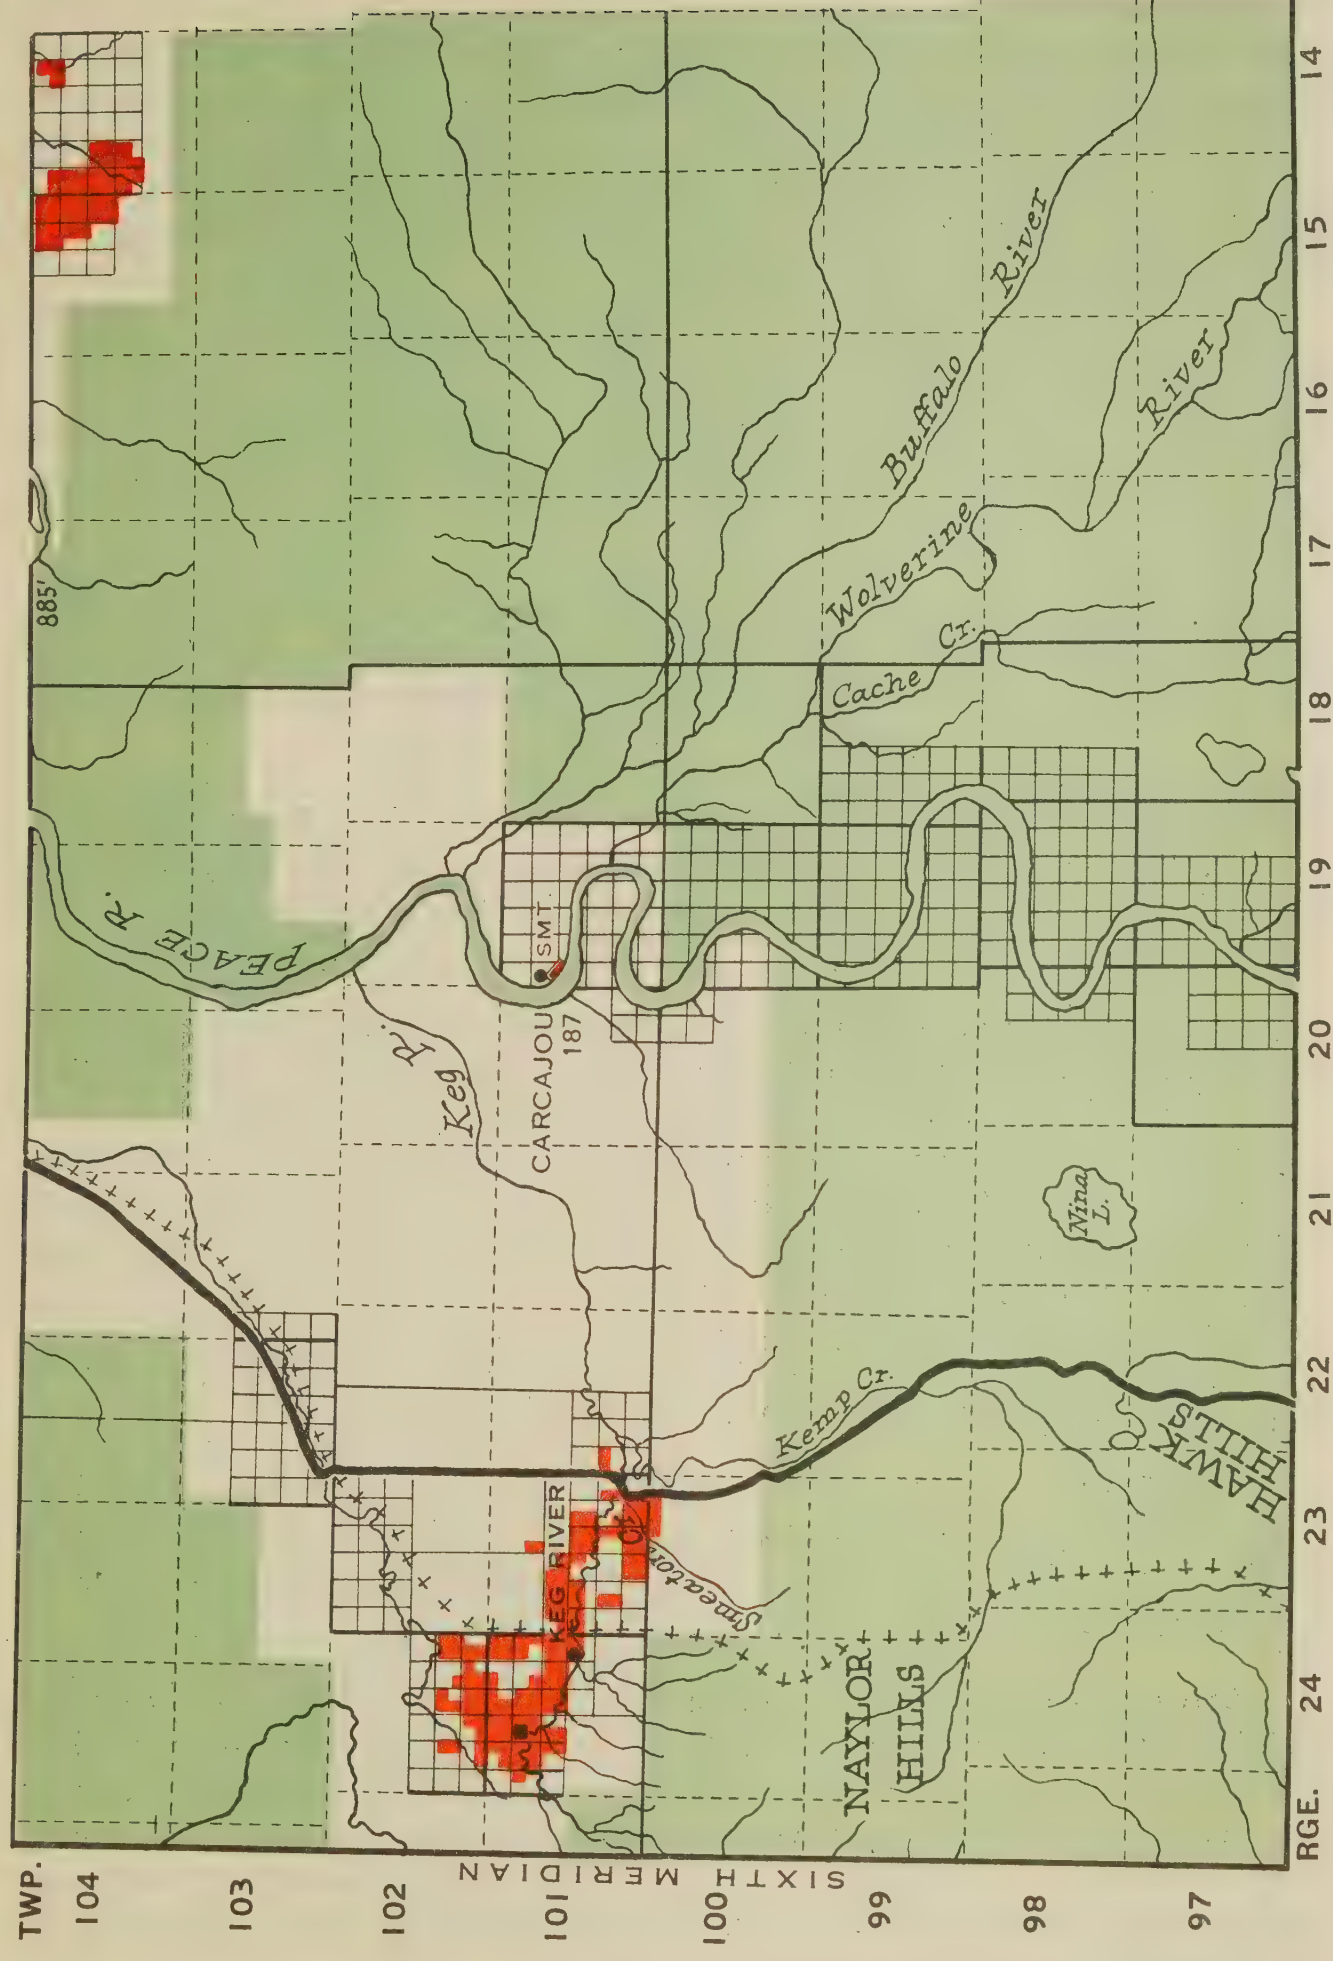 TWP.
104
103
102
101
100
99
98
97
RGE.
24
23
22
21
20
19
18
17
16
15
14
SIXTH MERIDIAN
885'
PEACE R.
Keg R.
CARCAJOU SMT.
187
KEG RIVER
Smeaton
Kemp Cr.
NAYLOR
HILLS
HAWK
HILLS
Nina
L.
Cache Cr.
Wolverine River
Buffalo River